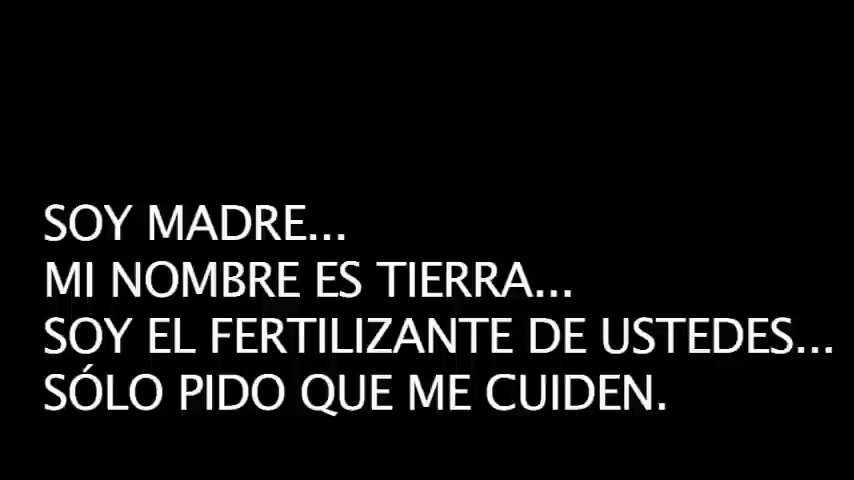 SOY MADRE...
MI NOMBRE ES TIERRA...
SOY EL FERTILIZANTE DE USTEDES...
SÓLO PIDO QUE ME CUIDEN.